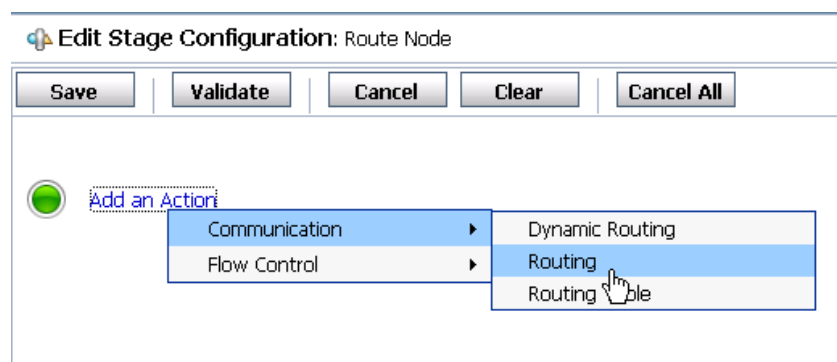 Edit Stage Configuration: Route Node
Save Validate Cancel Clear Cancel All
Add an Action
Communication Dynamic Routing
Flow Control Routing
Routing